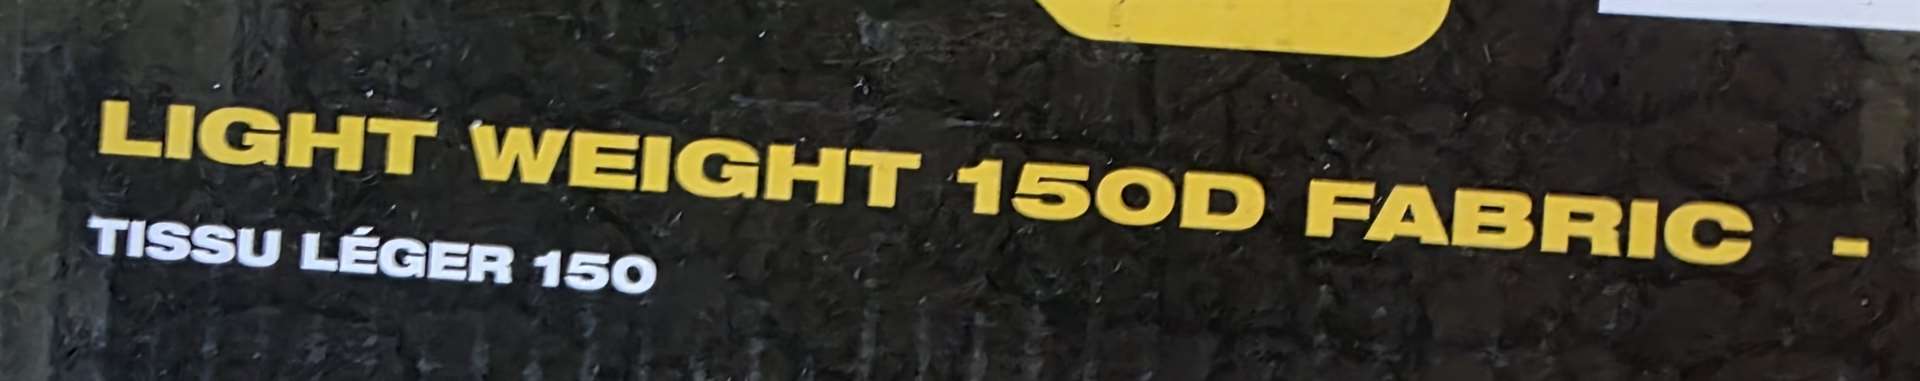 LIGHT WEIGHT 150D FABRIC -
TISSU LÉGER 150